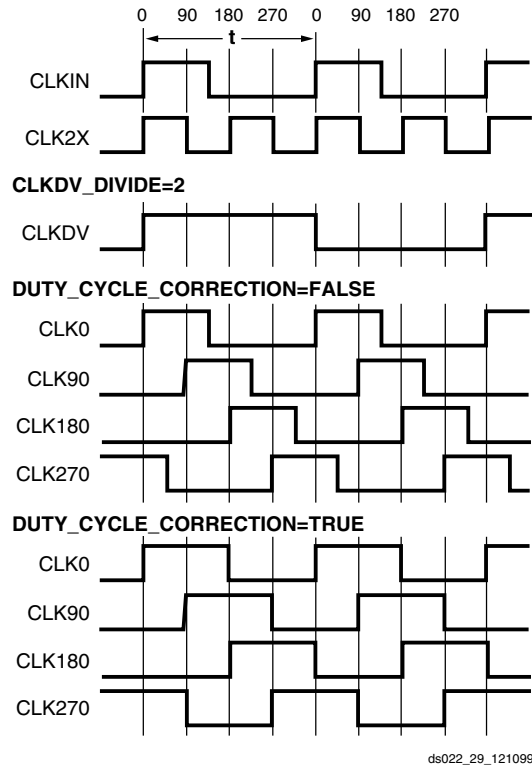 0 90 180 270 0 90 180 270
t
CLKIN
CLK2X
CLKDV_DIVIDE=2
CLKDV
DUTY_CYCLE_CORRECTION=FALSE
CLK0
CLK90
CLK180
CLK270
DUTY_CYCLE_CORRECTION=TRUE
CLK0
CLK90
CLK180
CLK270
ds022_29_121099